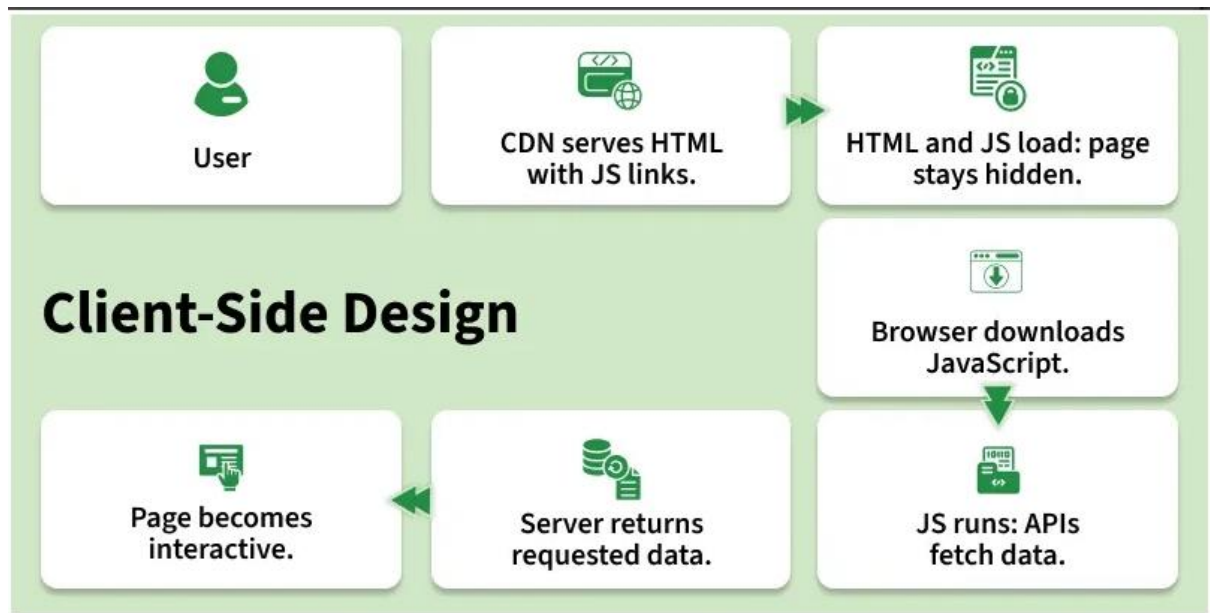 User
CDN serves HTML
with JS links.
HTML and JS load: page
stays hidden.
Client-Side Design
Browser downloads
JavaScript.
Page becomes
interactive.
Server returns
requested data.
JS runs: APIs
fetch data.